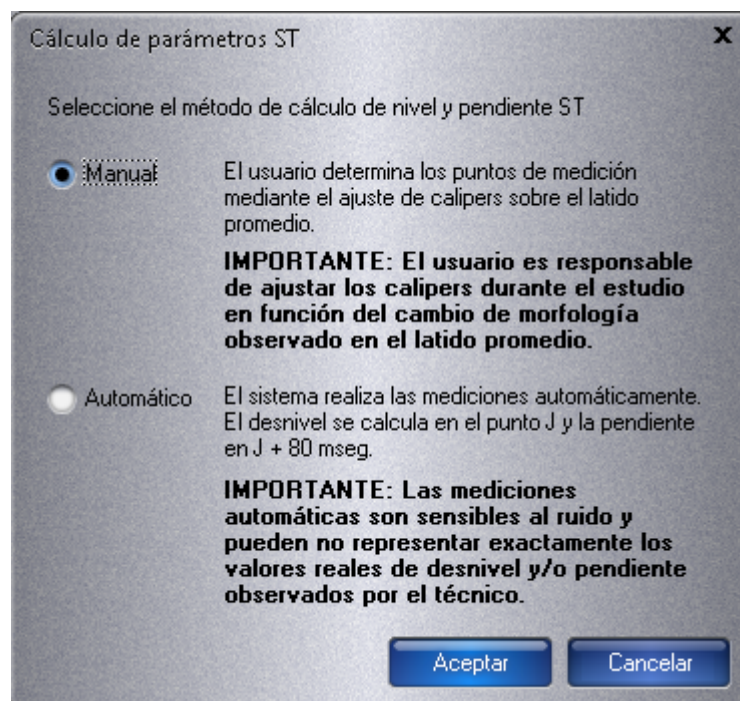 Cálculo de parámetros ST
x
Seleccione el método de cálculo de nivel y pendiente ST
Manual
El usuario determina los puntos de medición
mediante el ajuste de calipers sobre el latido
promedio.
IMPORTANTE: El usuario es responsable
de ajustar los calipers durante el estudio
en función del cambio de morfología
observado en el latido promedio.
Automático
El sistema realiza las mediciones automáticamente.
El desnivel se calcula en el punto J y la pendiente
en J + 80 mseg.
IMPORTANTE: Las mediciones
automáticas son sensibles al ruido y
pueden no representar exactamente los
valores reales de desnivel y/o pendiente
observados por el técnico.
Aceptar
Cancelar